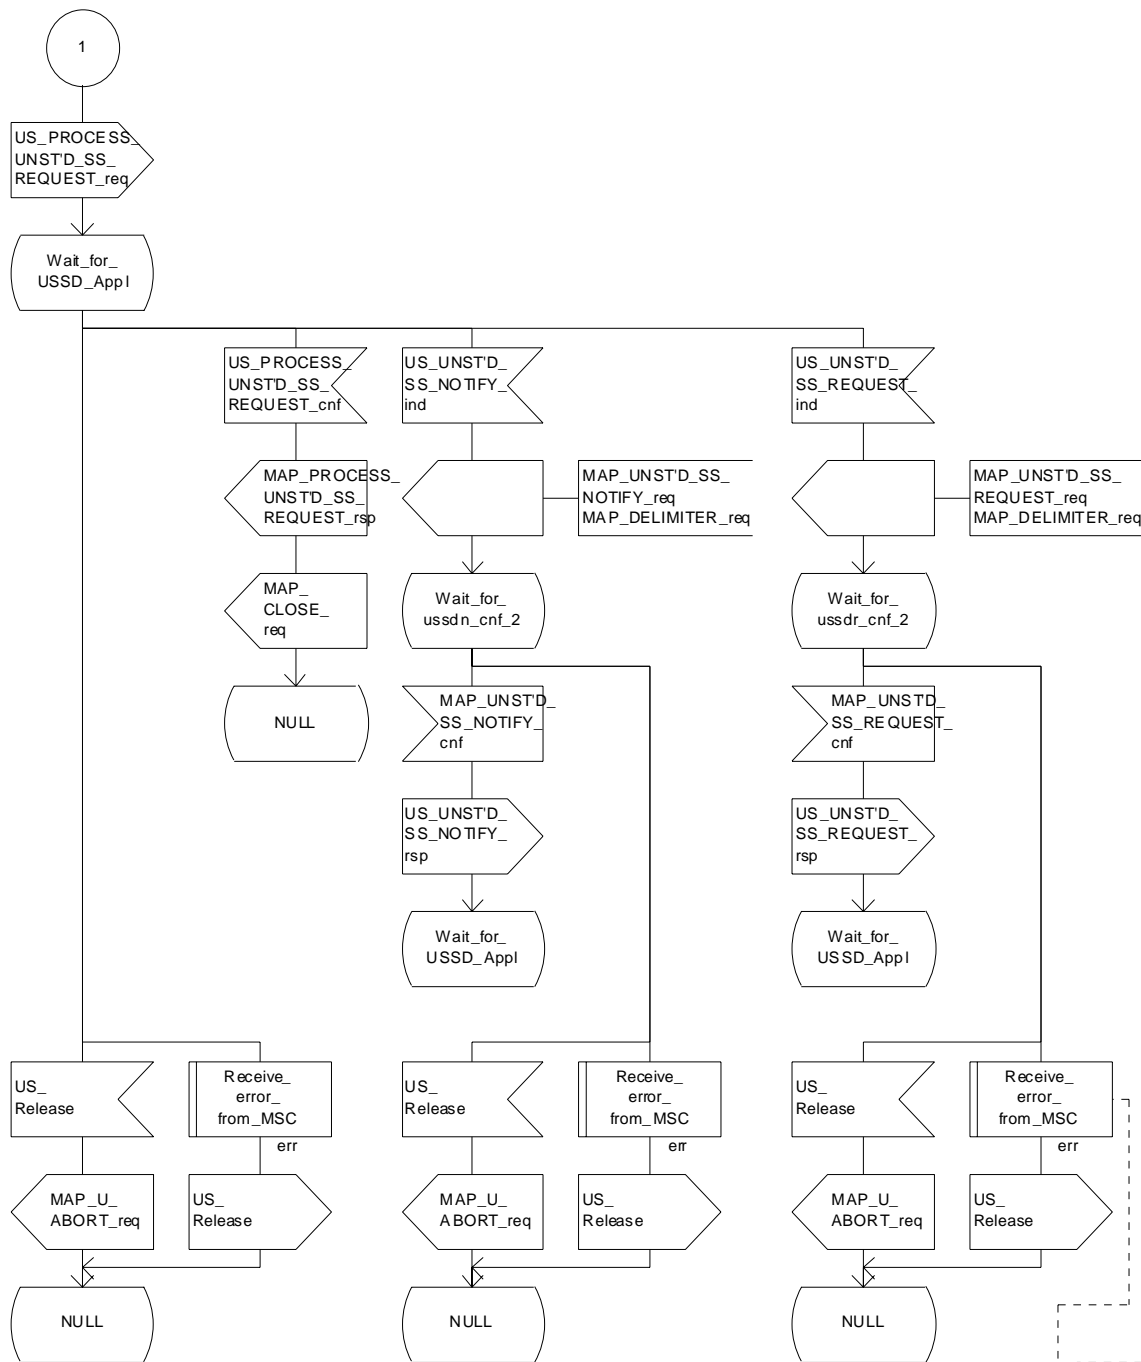 1
US_PROCESS_
UNST'D_SS_
REQUEST_req
Wait_for_
USSD_Appl
US_PROCESS_
UNST'D_SS_
REQUEST_cnf
US_UNST'D_
SS_NOTIFY_
ind
US_UNST'D_
SS_REQUEST_
ind
MAP_PROCESS_
UNST'D_SS_
REQUEST_rsp
MAP_UNST'D_SS_
NOTIFY_req
MAP_DELIMITER_req
MAP_UNST'D_SS_
REQUEST_req
MAP_DELIMITER_req
MAP_
CLOSE_
req
Wait_for_
ussdn_cnf_2
Wait_for_
ussdr_cnf_2
NULL
MAP_UNST'D_
SS_NOTIFY_
cnf
MAP_UNST'D_
SS_REQUEST_
cnf
US_UNST'D_
SS_NOTIFY_
rsp
US_UNST'D_
SS_REQUEST_
rsp
Wait_for_
USSD_Appl
Wait_for_
USSD_Appl
US_
Release
Receive_
error_
from_MSC
err
US_
Release
Receive_
error_
from_MSC
err
US_
Release
Receive_
error_
from_MSC
err
MAP_U_
ABORT_req
US_
Release
MAP_U_
ABORT_req
US_
Release
MAP_U_
ABORT_req
US_
Release
NULL
NULL
NULL